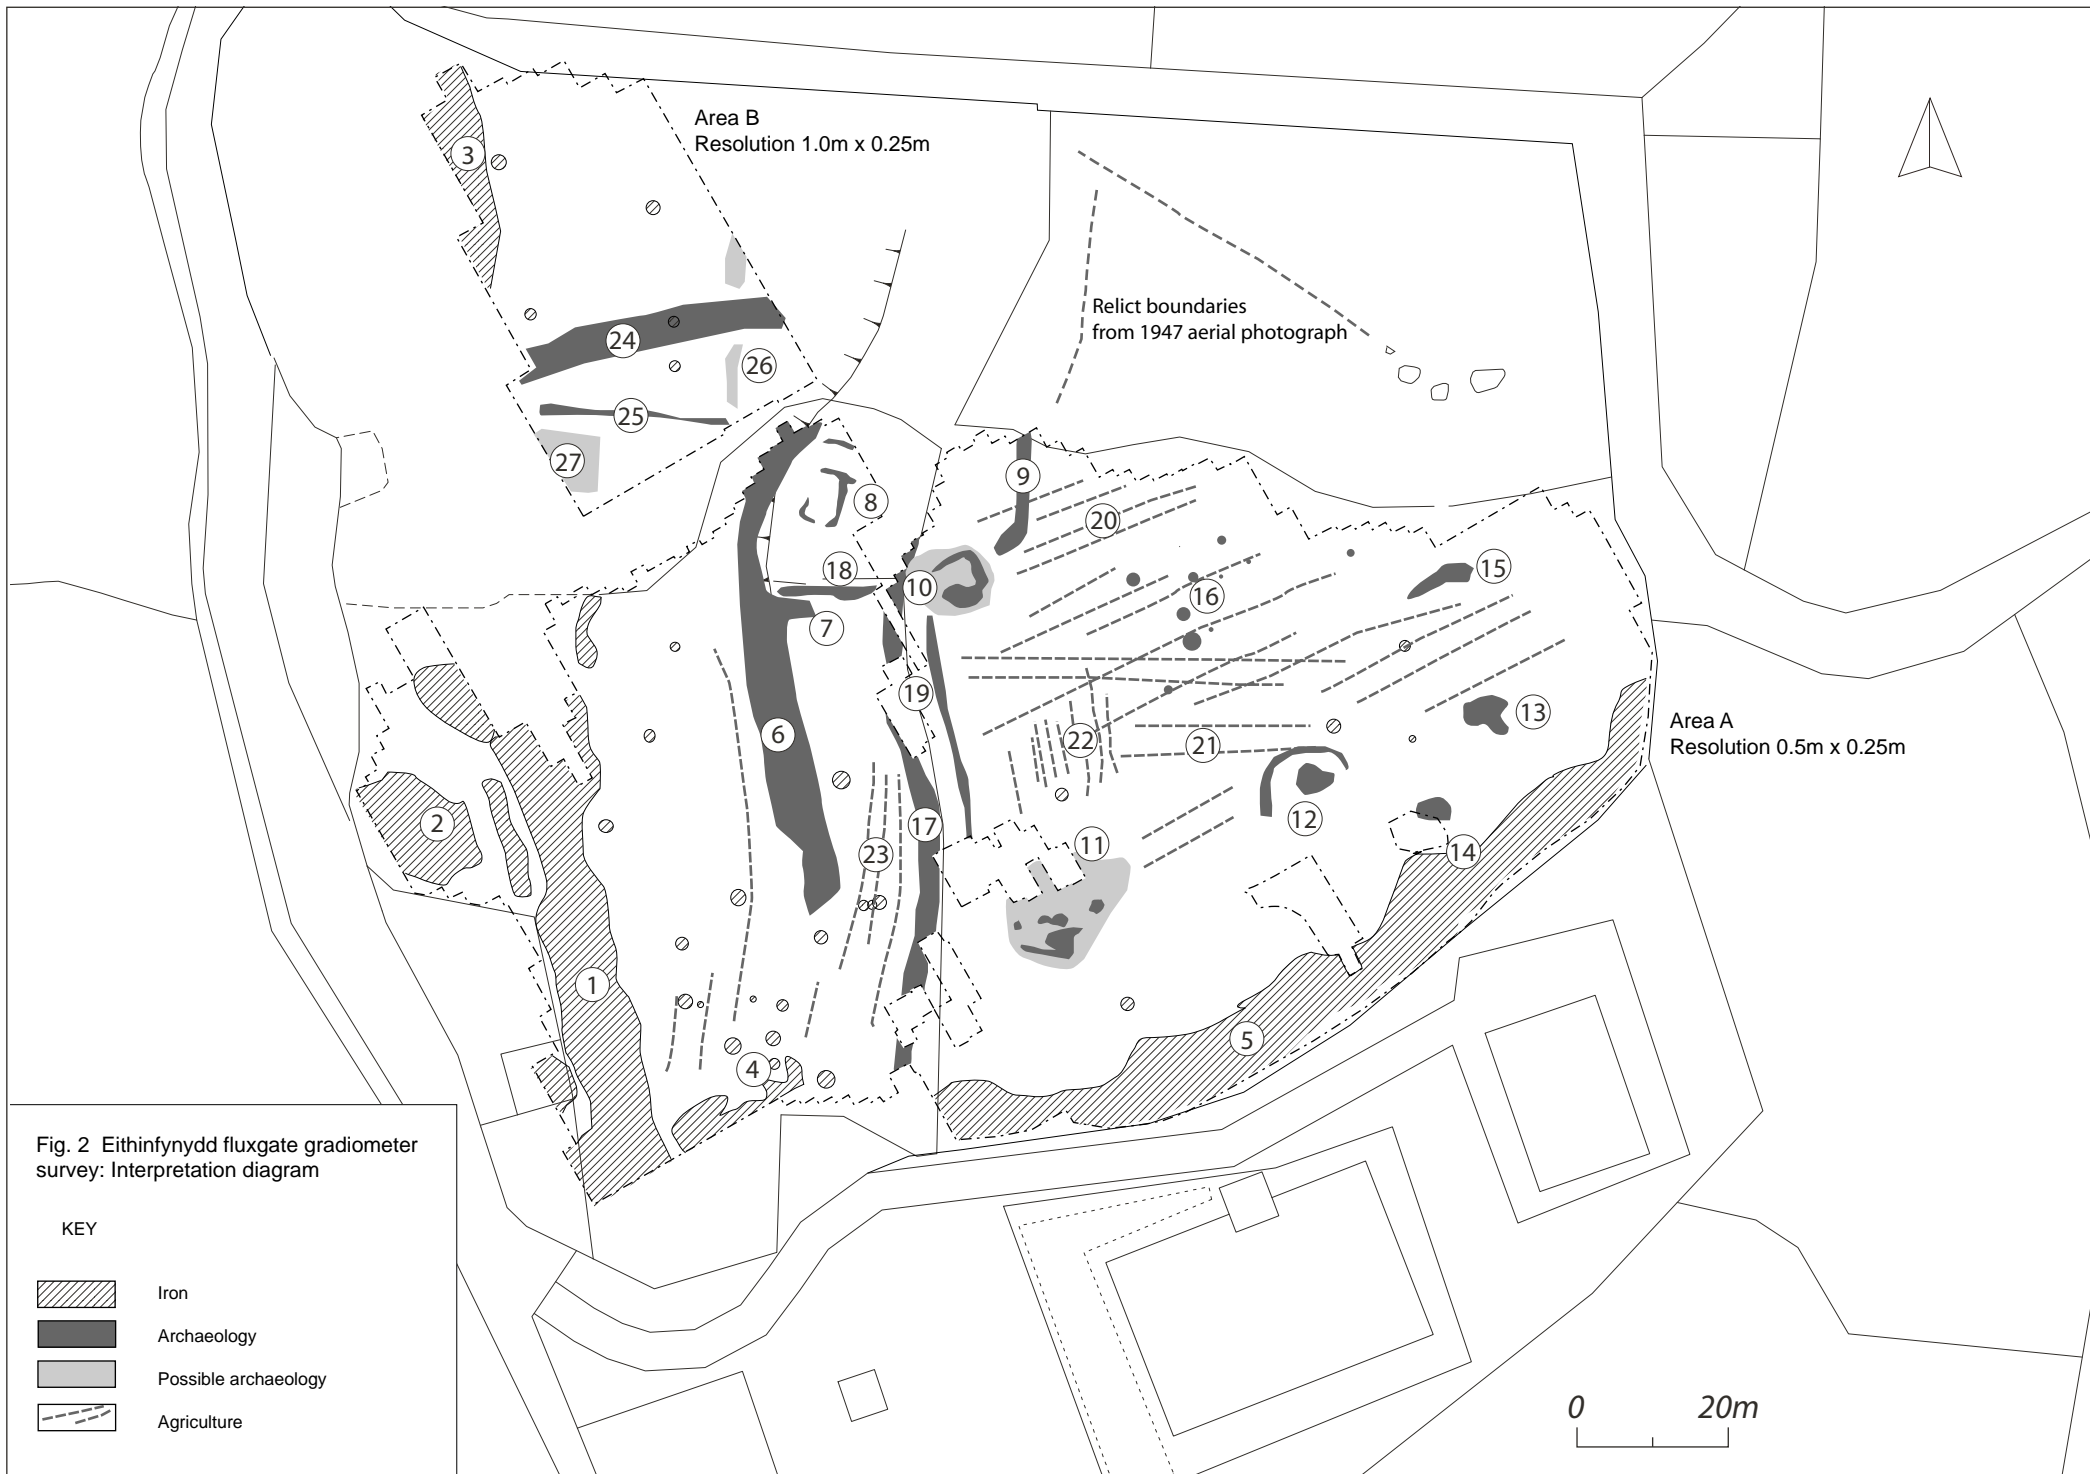 Area B
Resolution 1.0m x 0.25m
3
Relict boundaries
from 1947 aerial photograph
24
26
25
27
9
8
20
18
10
15
16
7
19
6
22
21
13
Area A
Resolution 0.5m x 0.25m
2
17
12
23
11
14
1
5
4
Fig. 2 Eithinfynydd fluxgate gradiometer
survey: Interpretation diagram
KEY
Iron
Archaeology
Possible archaeology
Agriculture
0 20m